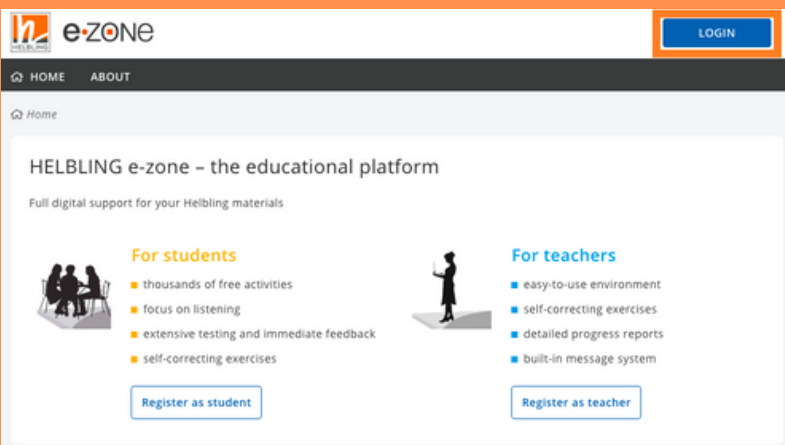 HELBLING
e·zone
LOGIN
HOME ABOUT
Home
HELBLING e-zone – the educational platform
Full digital support for your Helbling materials
For students
thousands of free activities
focus on listening
extensive testing and immediate feedback
self-correcting exercises
Register as student
For teachers
easy-to-use environment
self-correcting exercises
detailed progress reports
built-in message system
Register as teacher